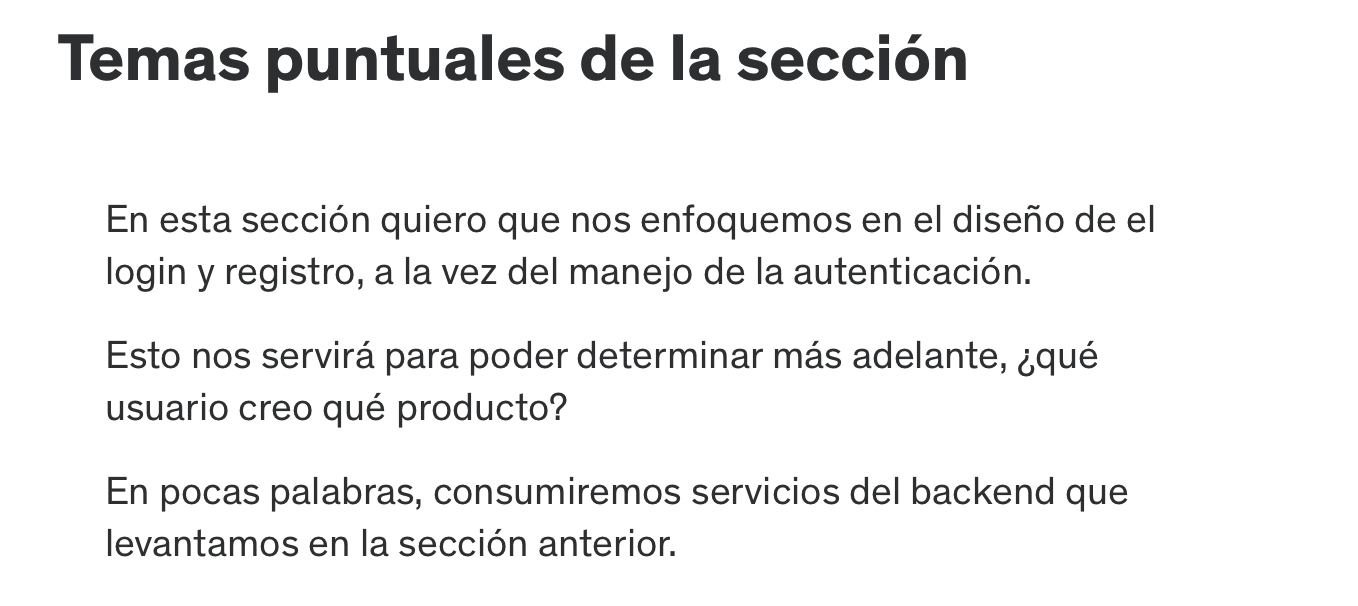 Temas puntuales de la sección
En esta sección quiero que nos enfoquemos en el diseño de el
login y registro, a la vez del manejo de la autenticación.
Esto nos servirá para poder determinar más adelante, ¿qué
usuario creo qué producto?
En pocas palabras, consumiremos servicios del backend que
levantamos en la sección anterior.